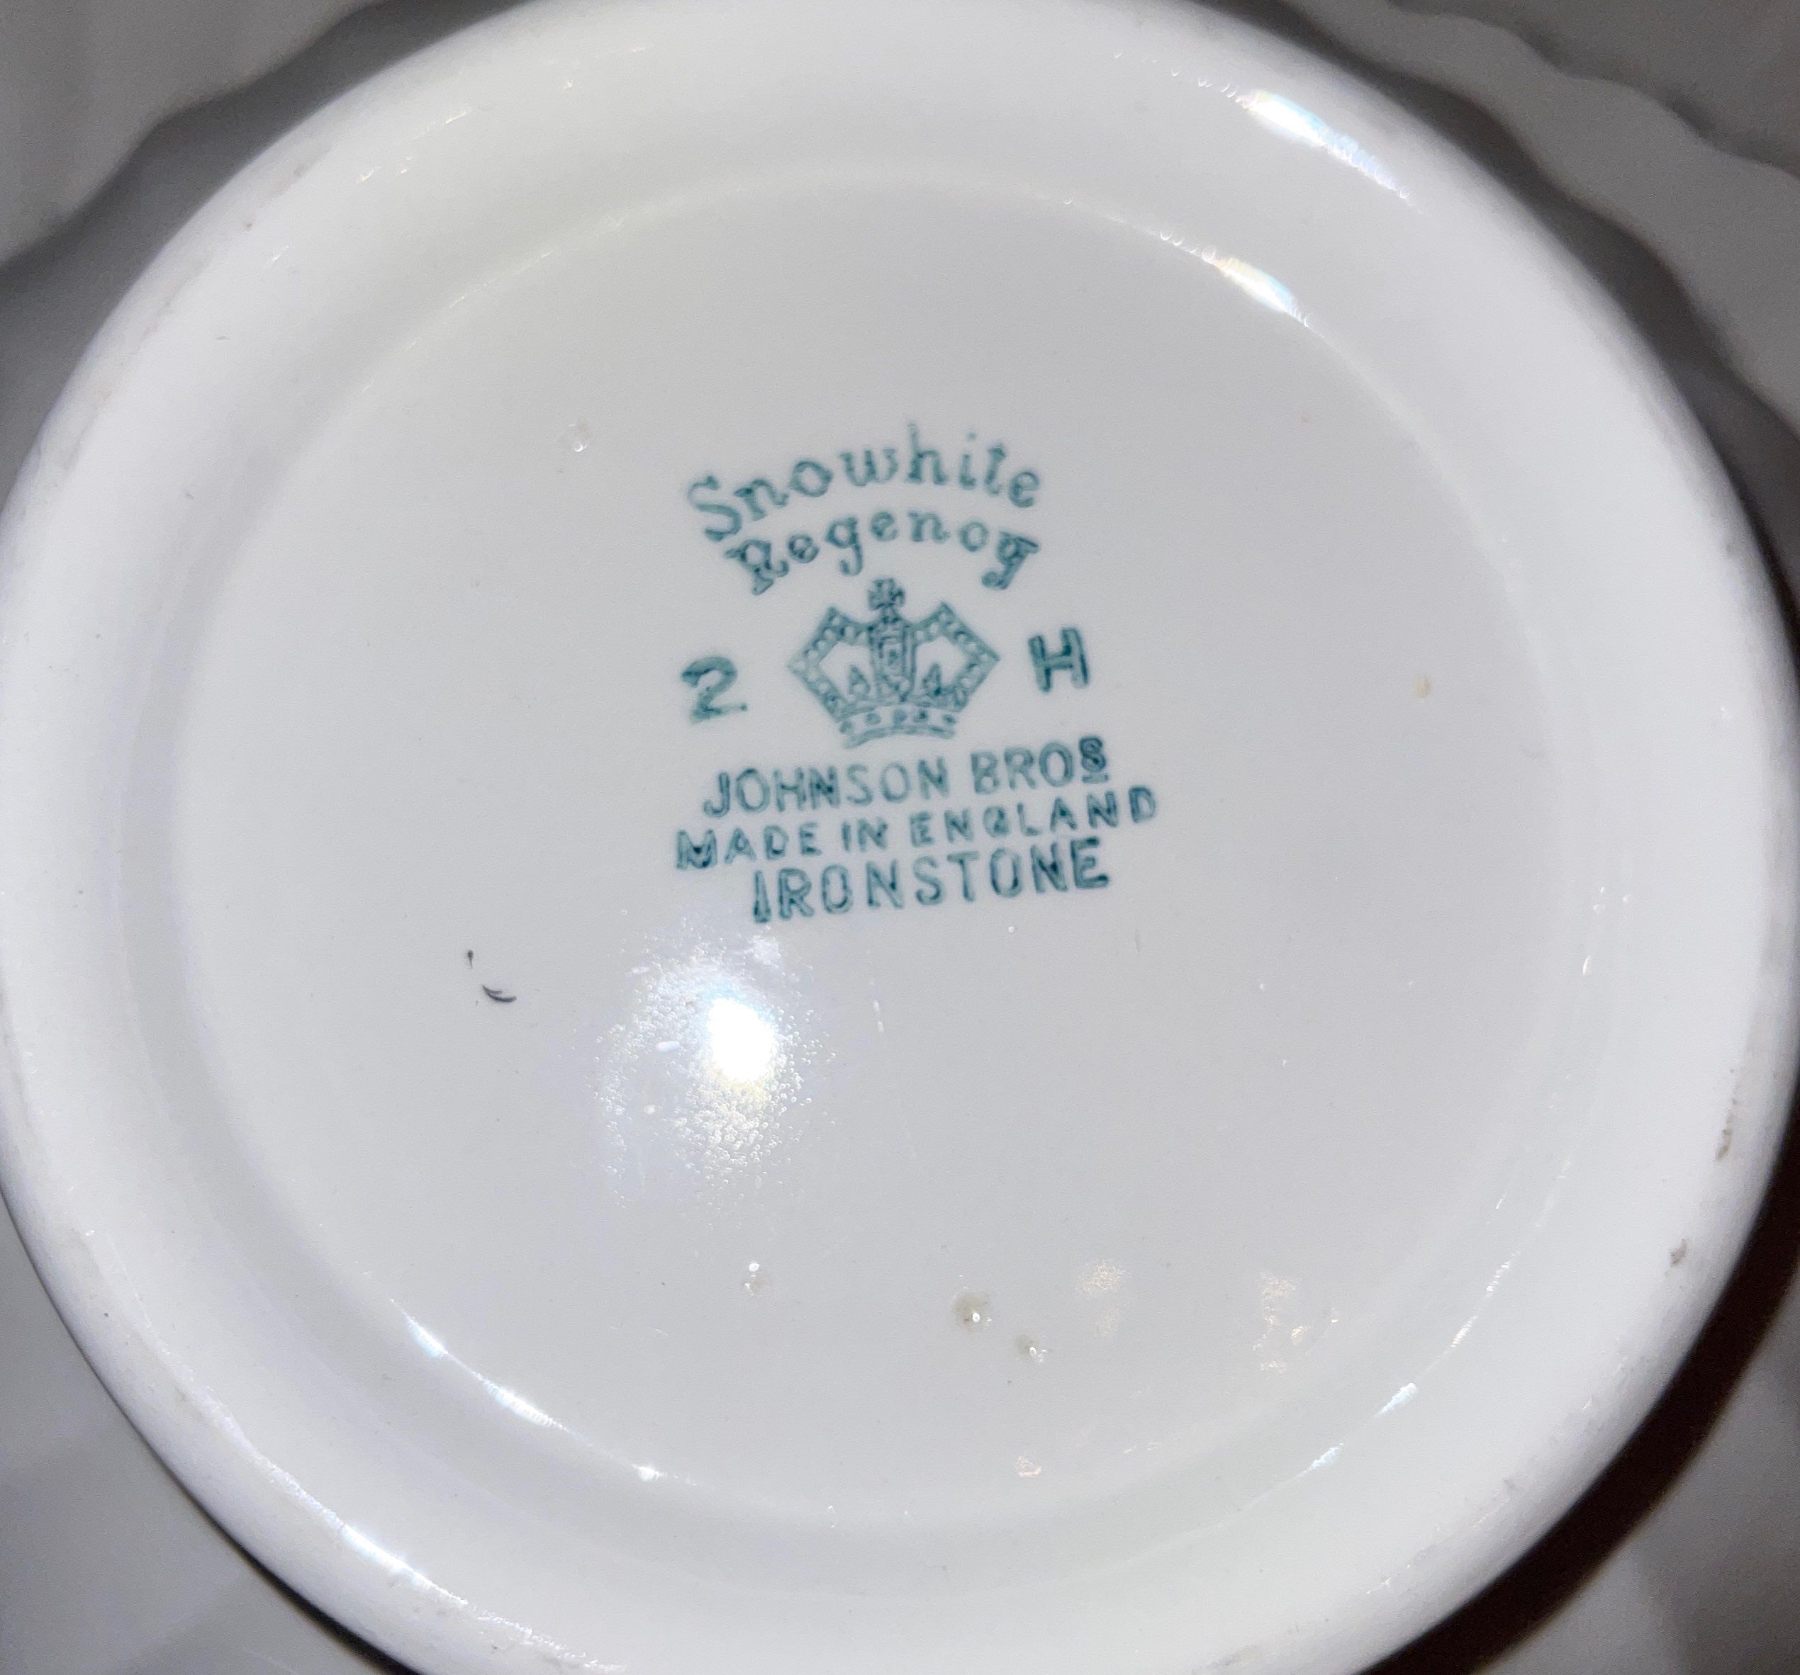 Snowhite
Regency
2 H
JOHNSON BROS
MADE IN ENGLAND
IRONSTONE